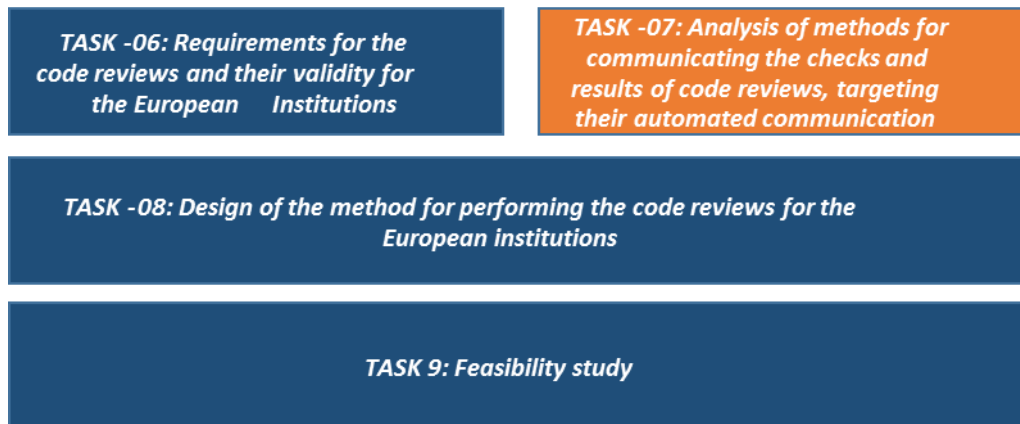 TASK -06: Requirements for the
code reviews and their validity for
the European Institutions
TASK -07: Analysis of methods for
communicating the checks and
results of code reviews, targeting
their automated communication
TASK -08: Design of the method for performing the code reviews for the
European institutions
TASK 9: Feasibility study